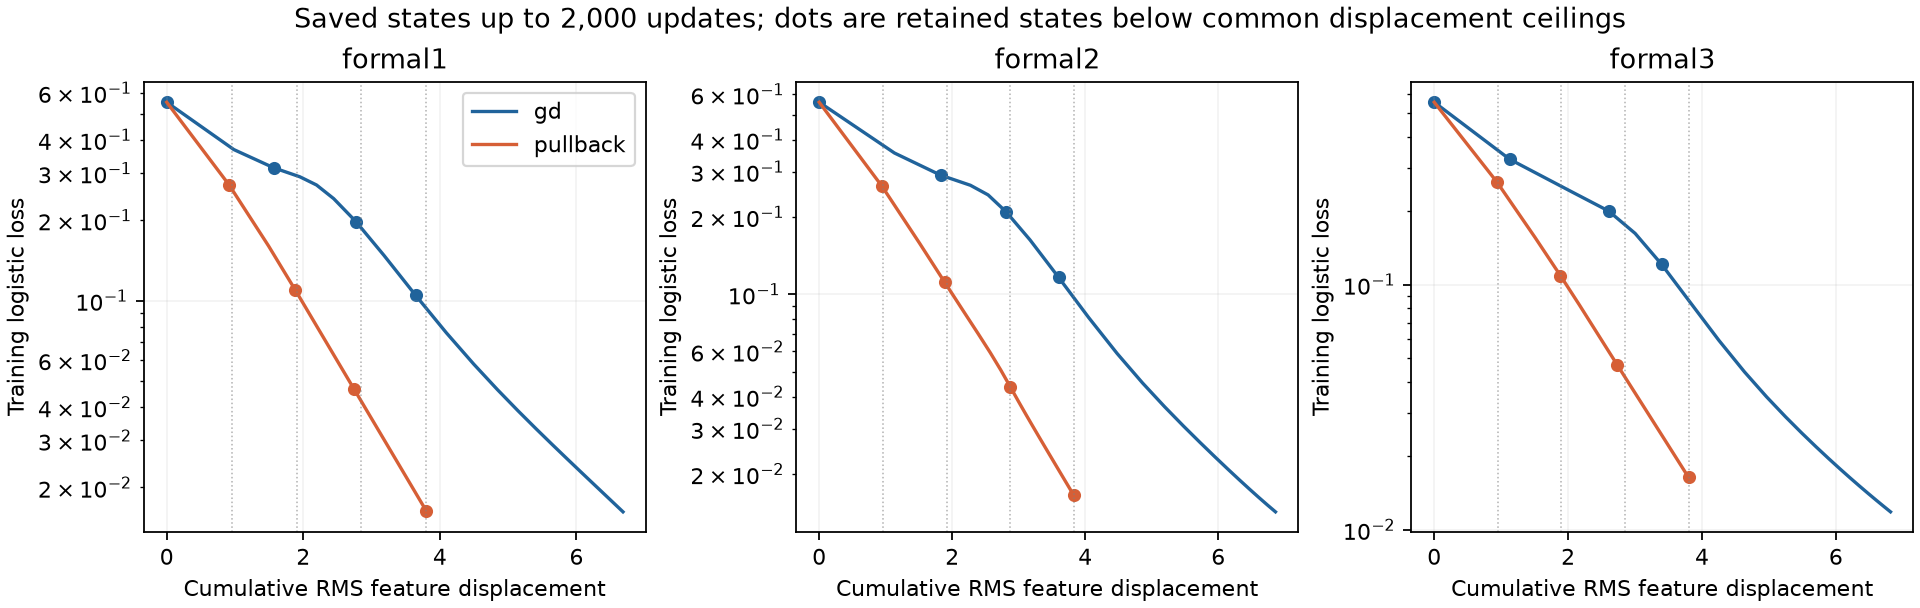 Saved states up to 2,000 updates; dots are retained states below common displacement ceilings
formal1
Training logistic loss
6 × 10⁻¹
4 × 10⁻¹
3 × 10⁻¹
2 × 10⁻¹
10⁻¹
6 × 10⁻²
4 × 10⁻²
3 × 10⁻²
2 × 10⁻²
gd
pullback
0 2 4 6
Cumulative RMS feature displacement
formal2
Training logistic loss
6 × 10⁻¹
4 × 10⁻¹
3 × 10⁻¹
2 × 10⁻¹
10⁻¹
6 × 10⁻²
4 × 10⁻²
3 × 10⁻²
2 × 10⁻²
0 2 4 6
Cumulative RMS feature displacement
formal3
Training logistic loss
10⁻¹
10⁻²
0 2 4 6
Cumulative RMS feature displacement